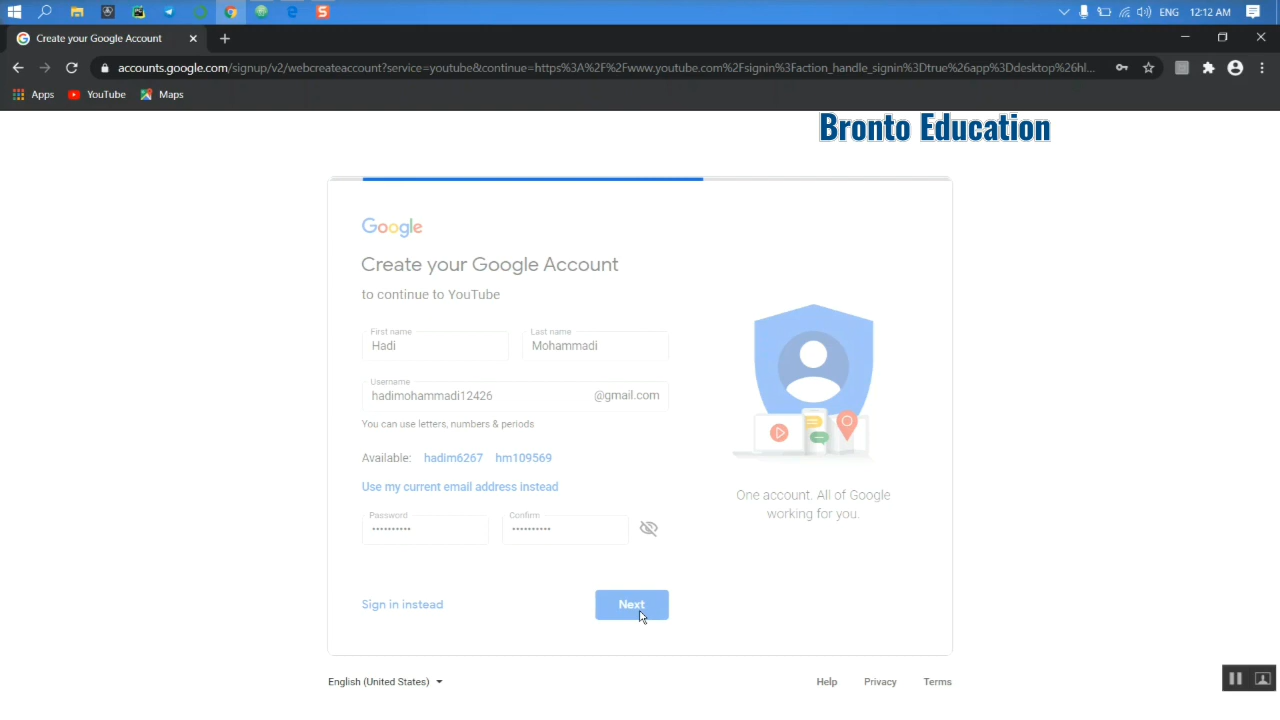 ENG 12:12 AM
Create your Google Account
accounts.google.com/signup/v2/webcreateaccount?service=youtube&continue=https%3A%2F%2Fwww.youtube.com%2Fsignin%3Faction_handle_signin%3Dtrue%26app%3Ddesktop%26hl...
Apps YouTube Maps
Bronto Education
Google
Create your Google Account
to continue to YouTube
First name Last name
Hadi Mohammadi
Username
hadimohammadi12426 @gmail.com
You can use letters, numbers & periods
Available: hadim6267 hm109569
Use my current email address instead
Password Confirm
•••••••••• ••••••••••
One account. All of Google
working for you.
Sign in instead Next
English (United States) Help Privacy Terms